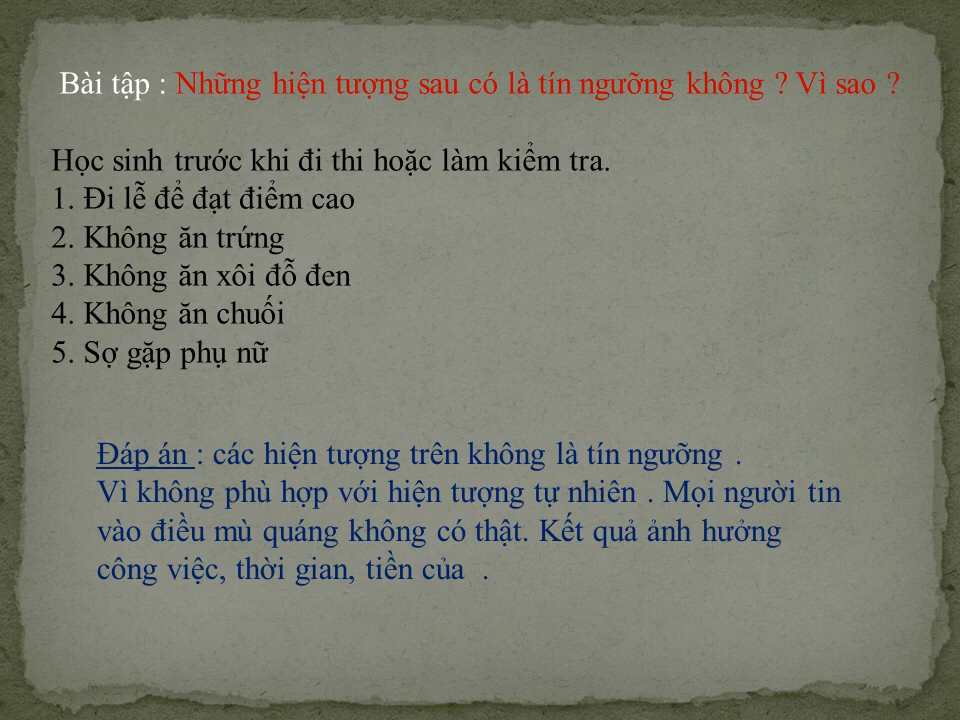 Bài tập : Những hiện tượng sau có là tín ngưỡng không ? Vì sao ?
Học sinh trước khi đi thi hoặc làm kiểm tra.
1. Đi lễ để đạt điểm cao
2. Không ăn trứng
3. Không ăn xôi đỗ đen
4. Không ăn chuối
5. Sợ gặp phụ nữ
Đáp án : các hiện tượng trên không là tín ngưỡng .
Vì không phù hợp với hiện tượng tự nhiên . Mọi người tin
vào điều mù quáng không có thật. Kết quả ảnh hưởng
công việc, thời gian, tiền của .